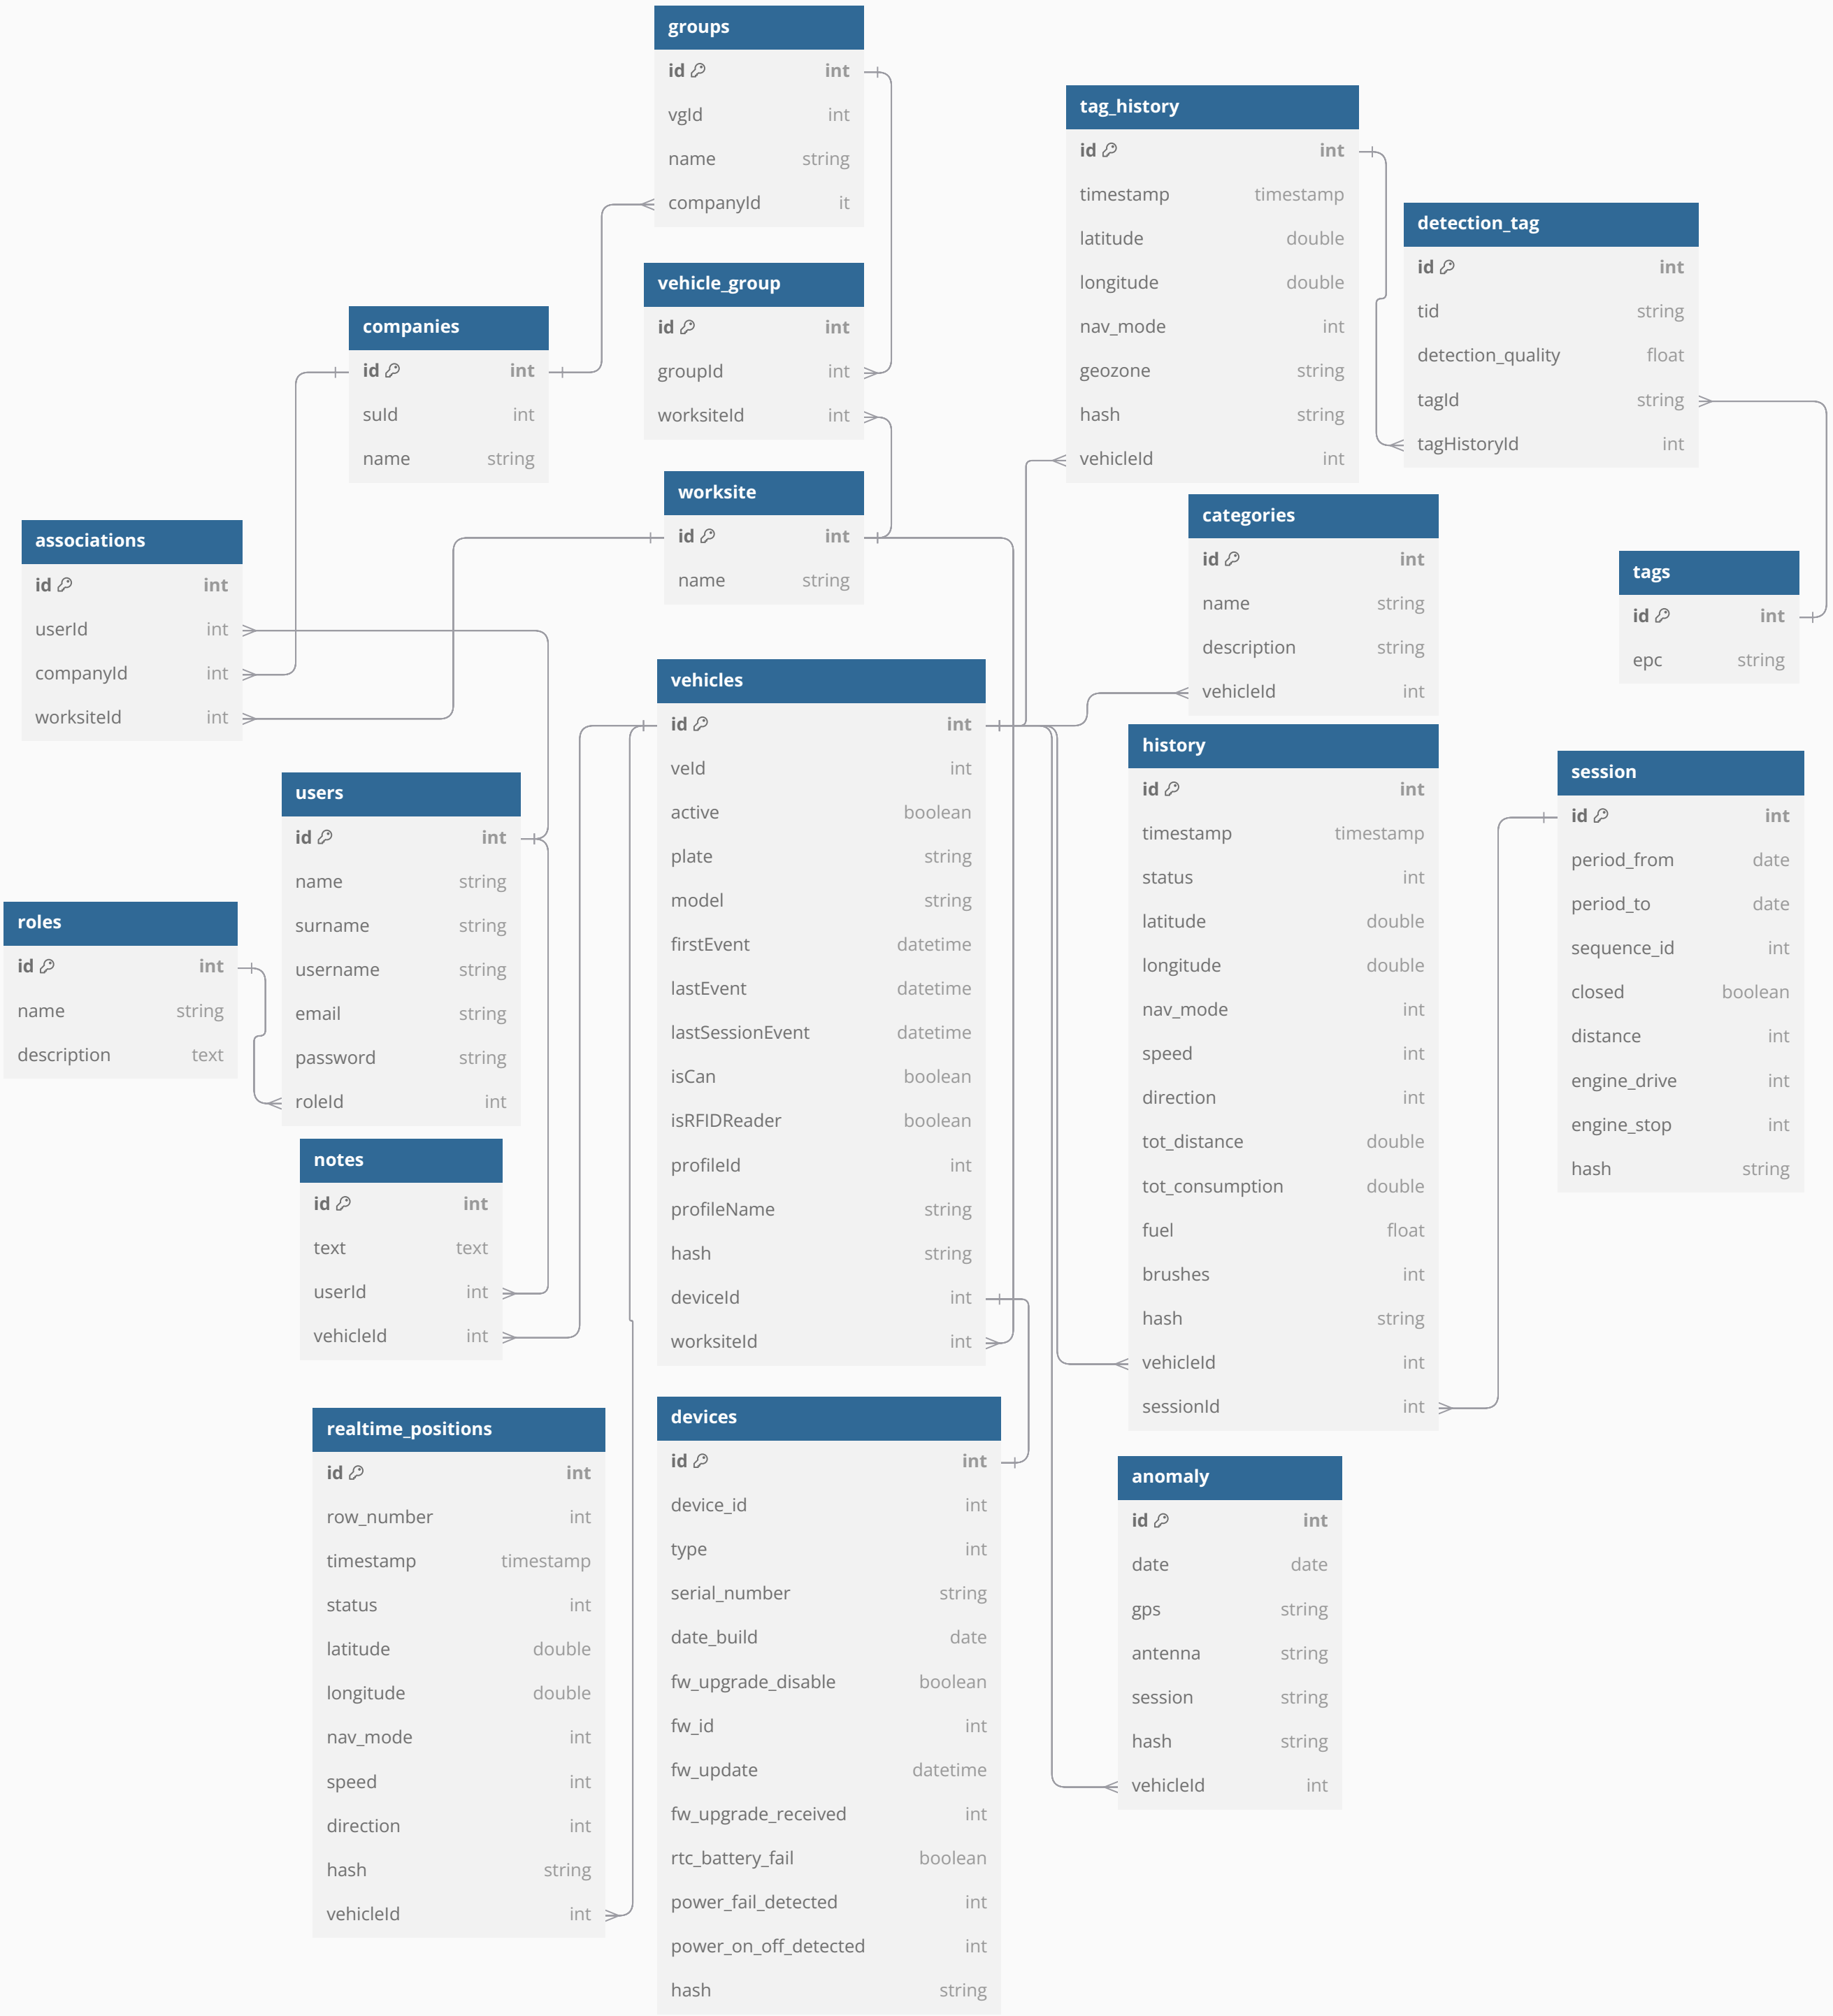 groups
id int
vgId int
name string
companyId it
tag_history
id int
timestamp timestamp
latitude double
longitude double
nav_mode int
geozone string
hash string
vehicleId int
detection_tag
id int
tid string
detection_quality float
tagId string
tagHistoryId int
vehicle_group
id int
groupId int
worksiteId int
companies
id int
suId int
name string
worksite
id int
name string
categories
id int
name string
description string
vehicleId int
associations
id int
userId int
companyId int
worksiteId int
tags
id int
epc string
vehicles
id int
veId int
active boolean
plate string
model string
firstEvent datetime
lastEvent datetime
lastSessionEvent datetime
isCan boolean
isRFIDReader boolean
profileId int
profileName string
hash string
deviceId int
worksiteId int
history
id int
timestamp timestamp
status int
latitude double
longitude double
nav_mode int
speed int
direction int
tot_distance double
tot_consumption double
fuel float
brushes int
hash string
vehicleId int
sessionId int
session
id int
period_from date
period_to date
sequence_id int
closed boolean
distance int
engine_drive int
engine_stop int
hash string
users
id int
name string
surname string
username string
email string
password string
roleId int
roles
id int
name string
description text
notes
id int
text text
userId int
vehicleId int
realtime_positions
id int
row_number int
timestamp timestamp
status int
latitude double
longitude double
nav_mode int
speed int
direction int
hash string
vehicleId int
devices
id int
device_id int
type int
serial_number string
date_build date
fw_upgrade_disable boolean
fw_id int
fw_update datetime
fw_upgrade_received int
rtc_battery_fail boolean
power_fail_detected int
power_on_off_detected int
hash string
anomaly
id int
date date
gps string
antenna string
session string
hash string
vehicleId int